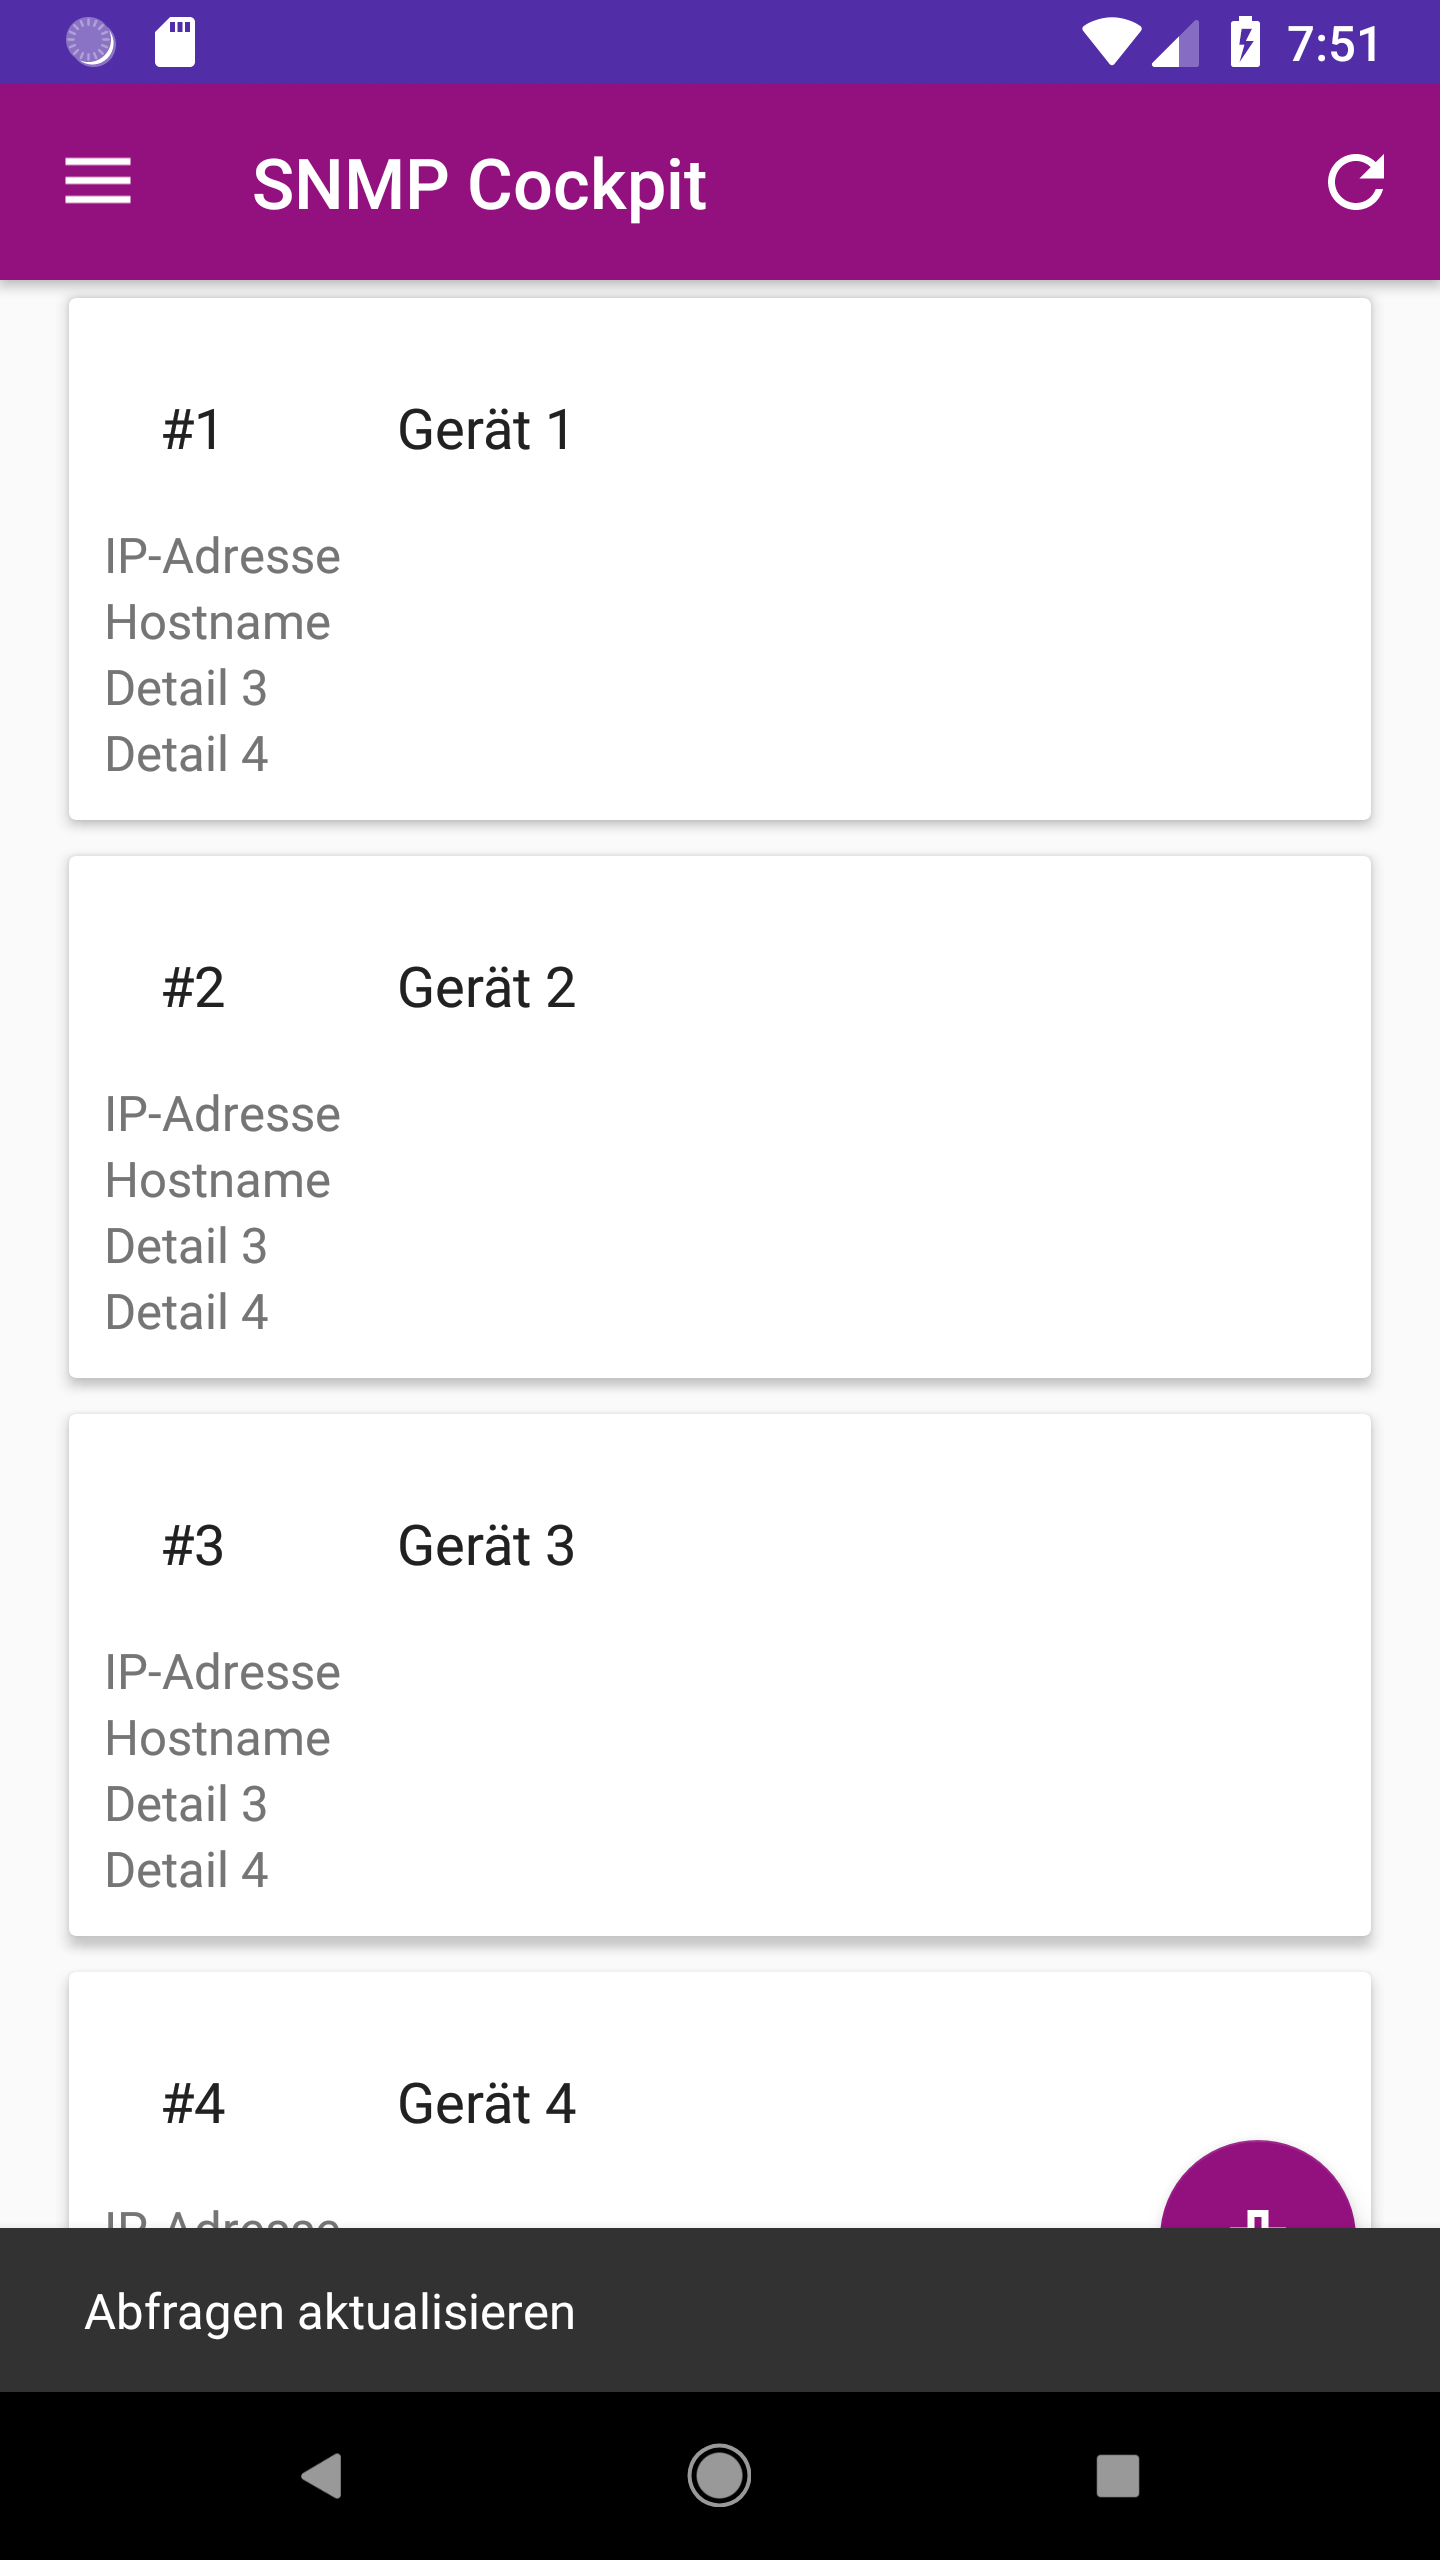 7:51
SNMP Cockpit
#1 Gerät 1
IP-Adresse
Hostname
Detail 3
Detail 4
#2 Gerät 2
IP-Adresse
Hostname
Detail 3
Detail 4
#3 Gerät 3
IP-Adresse
Hostname
Detail 3
Detail 4
#4 Gerät 4
IP-Adresse
Abfragen aktualisieren